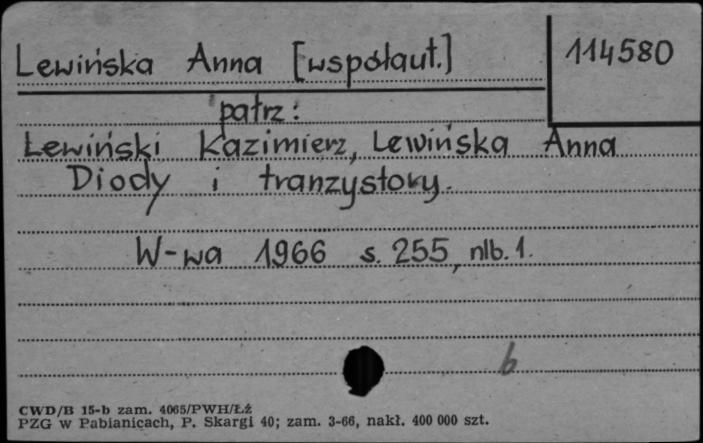 Lewińska Anna [współaut.]
114580
patrz:
Lewiński Kazimierz, Lewińska Anna
Diody i tranzystory.
W-wa 1966 s. 255, nlb. 1.
b
CWD/B 15-b zam. 4065/PWH/Łź
PZG w Pabianicach, P. Skargi 40; zam. 3-66, nakł. 400 000 szt.